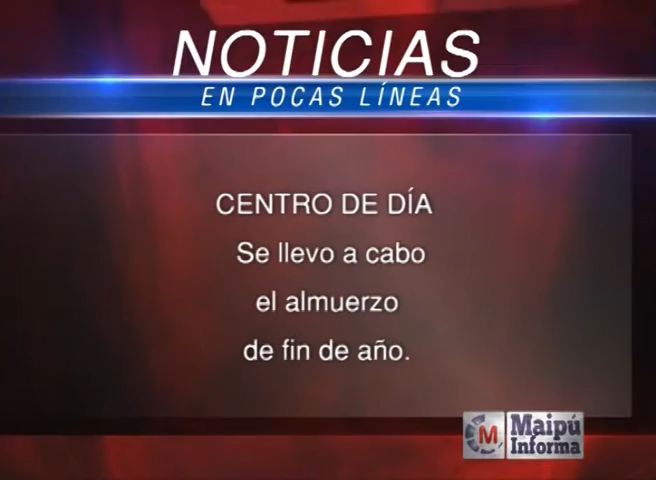 NOTICIAS
EN POCAS LÍNEAS
CENTRO DE DÍA
Se llevo a cabo
el almuerzo
de fin de año.
M Maipú
Informa